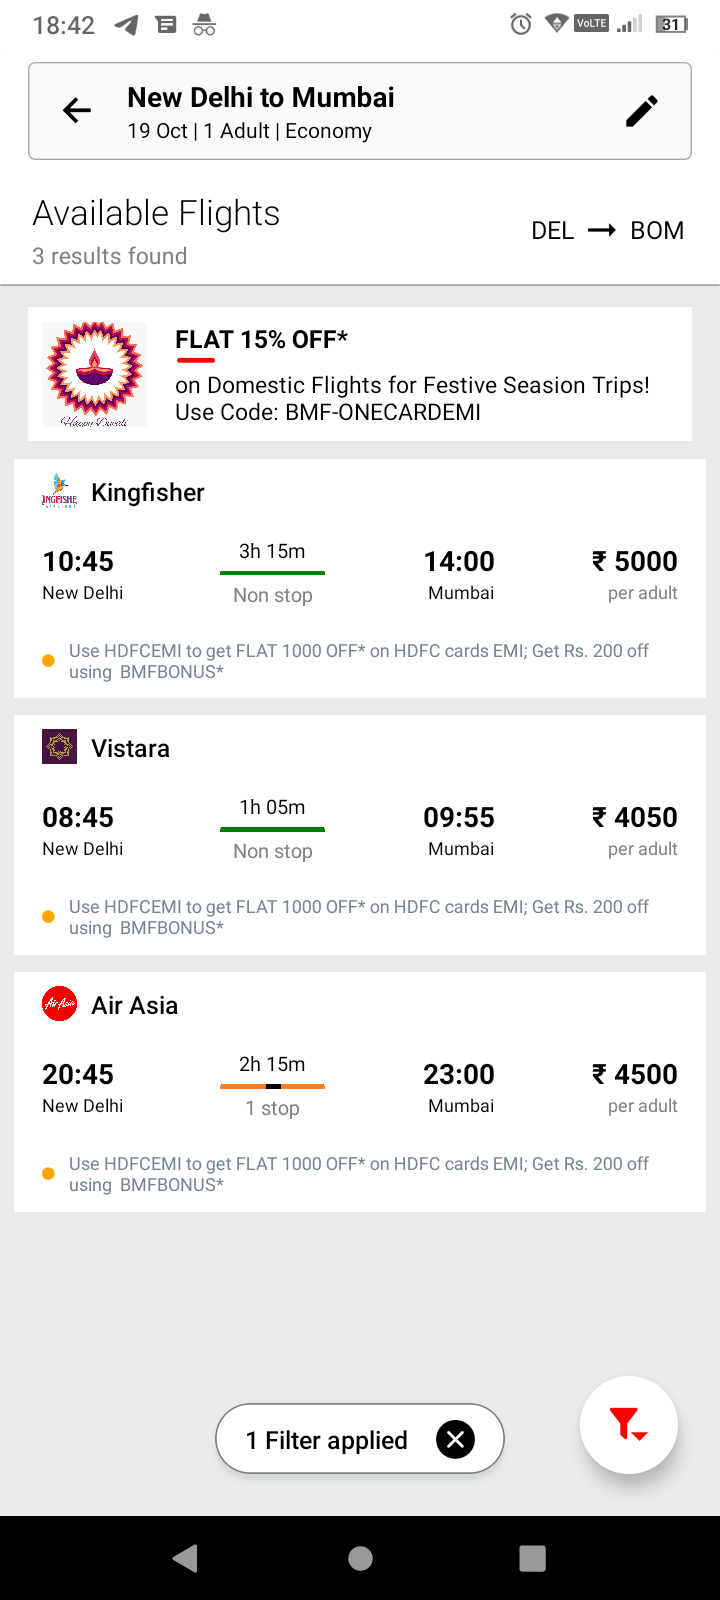 18:42
VoLTE
31
New Delhi to Mumbai
19 Oct | 1 Adult | Economy
Available Flights
3 results found
DEL → BOM
FLAT 15% OFF*
on Domestic Flights for Festive Seasion Trips!
Use Code: BMF-ONECARDEMI
Happy Diwali
INGFISHE
AIRLINES
Kingfisher
10:45 3h 15m 14:00 ₹ 5000
New Delhi Non stop Mumbai per adult
Use HDFCEMI to get FLAT 1000 OFF* on HDFC cards EMI; Get Rs. 200 off
using BMFBONUS*
Vistara
08:45 1h 05m 09:55 ₹ 4050
New Delhi Non stop Mumbai per adult
Use HDFCEMI to get FLAT 1000 OFF* on HDFC cards EMI; Get Rs. 200 off
using BMFBONUS*
AirAsia
Air Asia
20:45 2h 15m 23:00 ₹ 4500
New Delhi 1 stop Mumbai per adult
Use HDFCEMI to get FLAT 1000 OFF* on HDFC cards EMI; Get Rs. 200 off
using BMFBONUS*
1 Filter applied